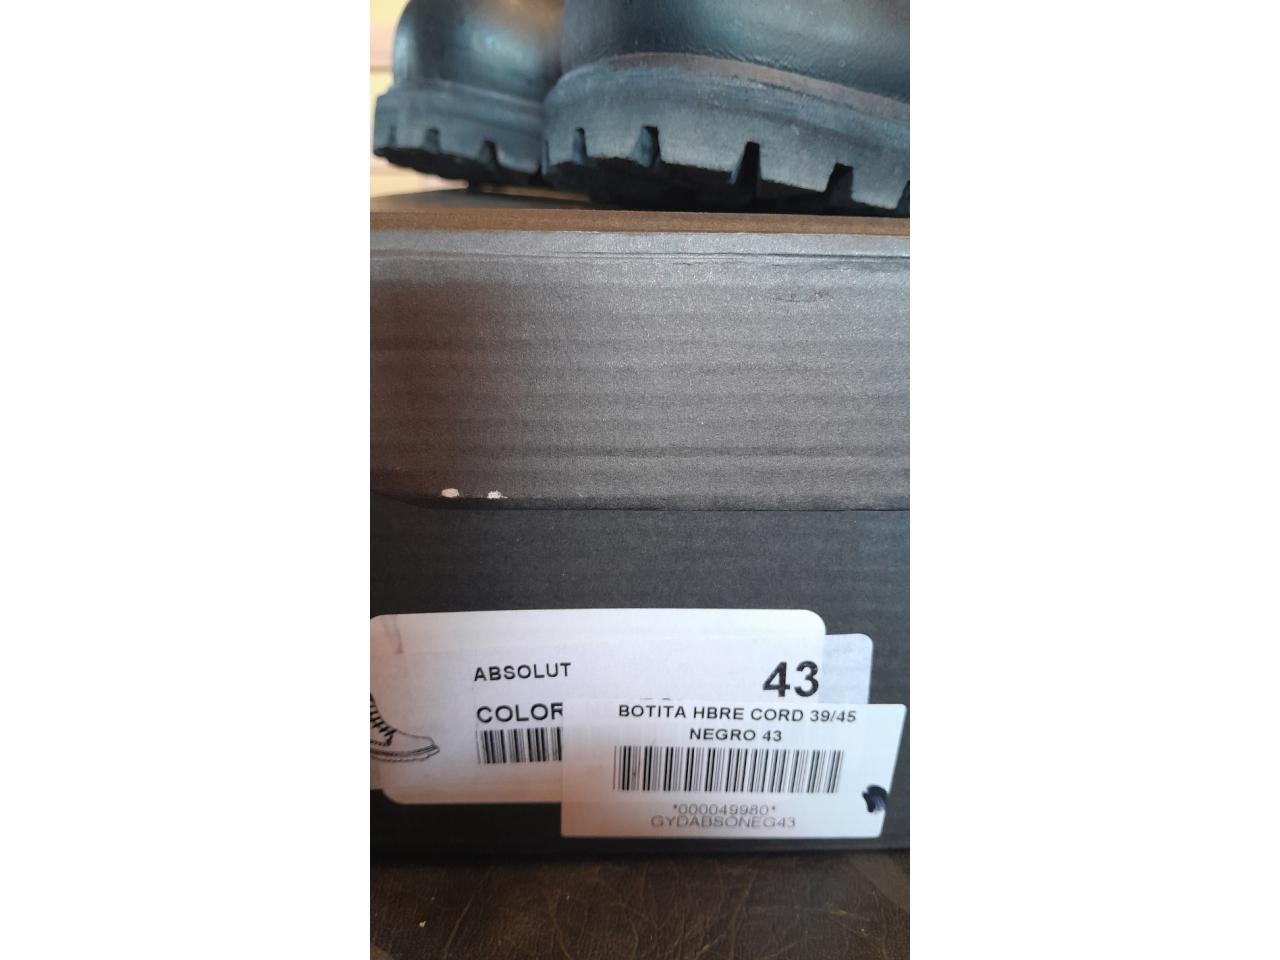 ABSOLUT
43
COLOR
BOTITA HBRE CORD 39/45
NEGRO 43
*000049980*
GYDABSONEG43